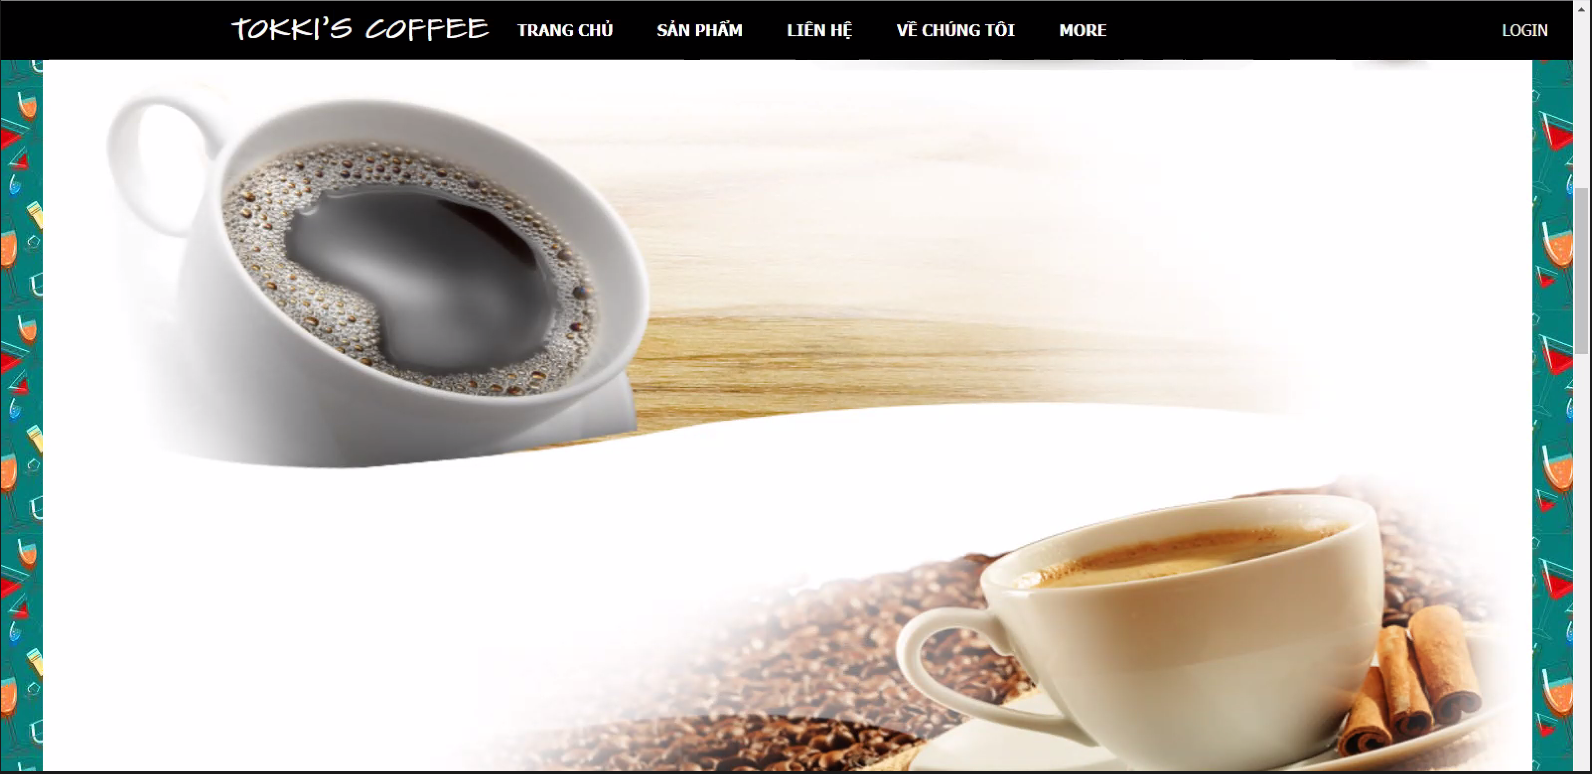 TOKKI'S COFFEE TRANG CHỦ SẢN PHẨM LIÊN HỆ VỀ CHÚNG TÔI MORE LOGIN